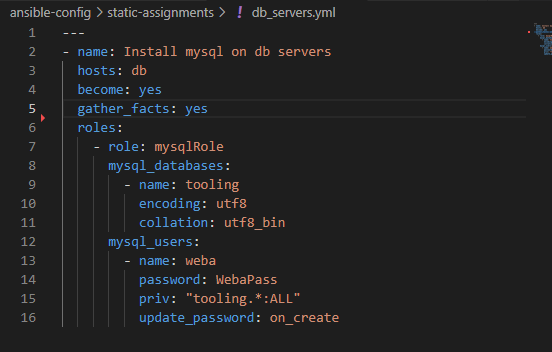 ansible-config > static-assignments > ! db_servers.yml
1 ---
2 - name: Install mysql on db servers
3   hosts: db
4   become: yes
5   gather_facts: yes
6   roles:
7     - role: mysqlRole
8       mysql_databases:
9         - name: tooling
10           encoding: utf8
11           collation: utf8_bin
12       mysql_users:
13         - name: weba
14           password: WebaPass
15           priv: "tooling.*:ALL"
16           update_password: on_create